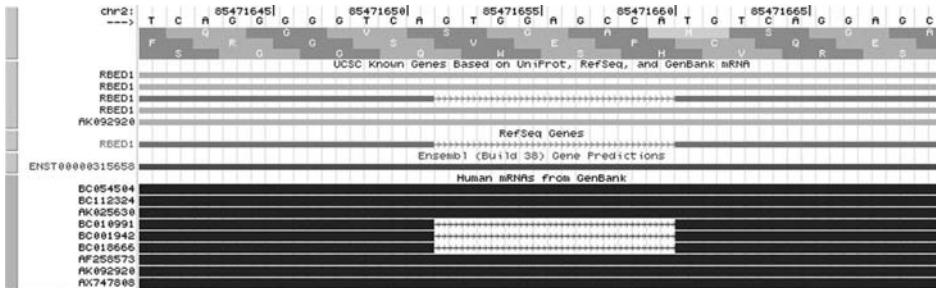 chr2: 85471645| 85471650| 85471655| 85471660| 85471665|
---> T C A G G G G G T C A G T G G A G C C A T G T C A G G A G C
Q G V S G A M S G A
F R G S V E P C Q E
S G G Q W S H V R S
UCSC Known Genes Based on UniProt, RefSeq, and GenBank mRNA
RBED1
RBED1
RBED1
RBED1
AK092920
RefSeq Genes
RBED1
Ensembl (Build 38) Gene Predictions
ENST00000315658
Human mRNAs from GenBank
BC054504
BC112324
AK025630
BC010991
BC001942
BC018666
AF258573
AK092920
AX747808